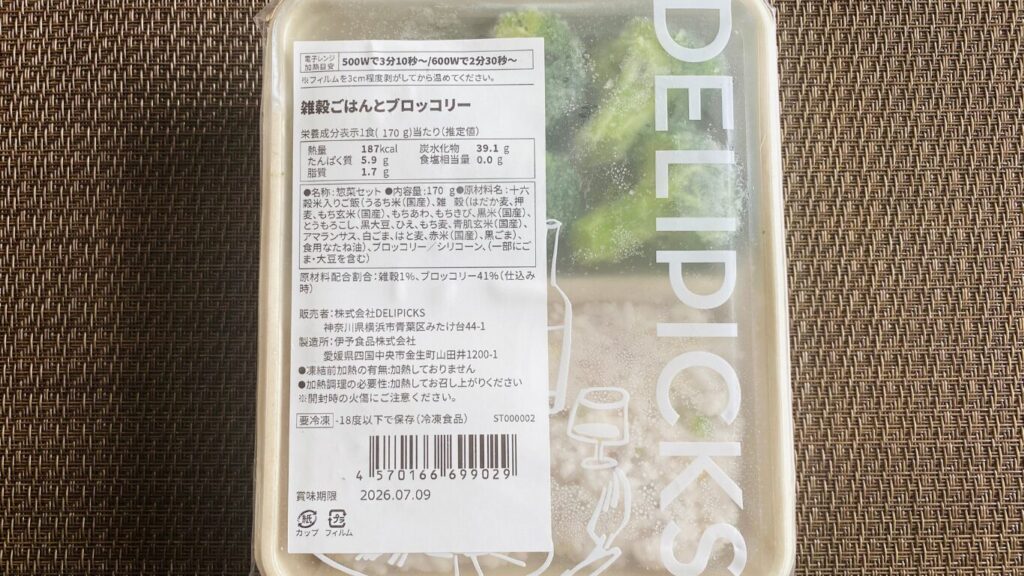 電子レンジ加熱目安 500Wで3分10秒～/600Wで2分30秒～
※フィルムを3cm程度剥がしてから温めてください。
雑穀ごはんとブロッコリー
栄養成分表示1食( 170 g)当たり(推定値)
熱量 187kcal 炭水化物 39.1 g
たんぱく質 5.9 g 食塩相当量 0.0 g
脂質 1.7 g
●名称:惣菜セット ●内容量:170 g●原材料名:十六
穀米入りご飯(うるち米(国産)、雑 穀(はだか麦、押
麦、もち玄米(国産)、もちあわ、もちきび、黒米(国産)、
とうもろこし、黒大豆、ひえ、もち麦、青肌玄米(国産)、
アマランサス、白ごま、はと麦、赤米(国産)、黒ごま)、
食用なたね油)、ブロッコリー／シリコーン、(一部にご
ま・大豆を含む)
原材料配合割合:雑穀1%、ブロッコリー41%(仕込み
時)
販売者:株式会社DELIPICKS
神奈川県横浜市青葉区みたけ台44-1
製造所:伊予食品株式会社
愛媛県四国中央市金生町山田井1200-1
●凍結前加熱の有無:加熱しておりません
●加熱調理の必要性:加熱してお召し上がりください
※開封時の火傷にご注意ください。
要冷凍 -18度以下で保存(冷凍食品) ST000002
4 570166 699029
賞味期限 2026.07.09
紙 プラ
カップ フィルム
DELIPICKS